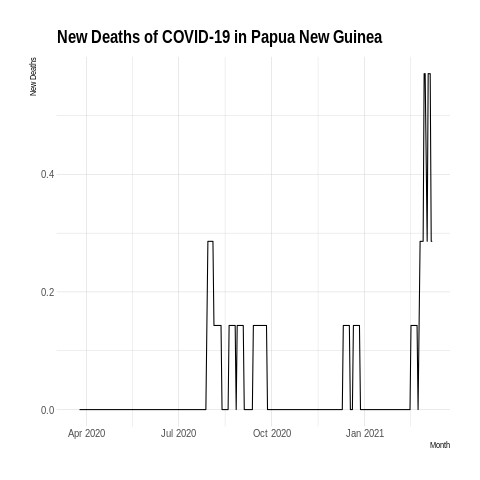 New Deaths of COVID-19 in Papua New Guinea
New Deaths
0.4
0.2
0.0
Apr 2020
Jul 2020
Oct 2020
Jan 2021
Month